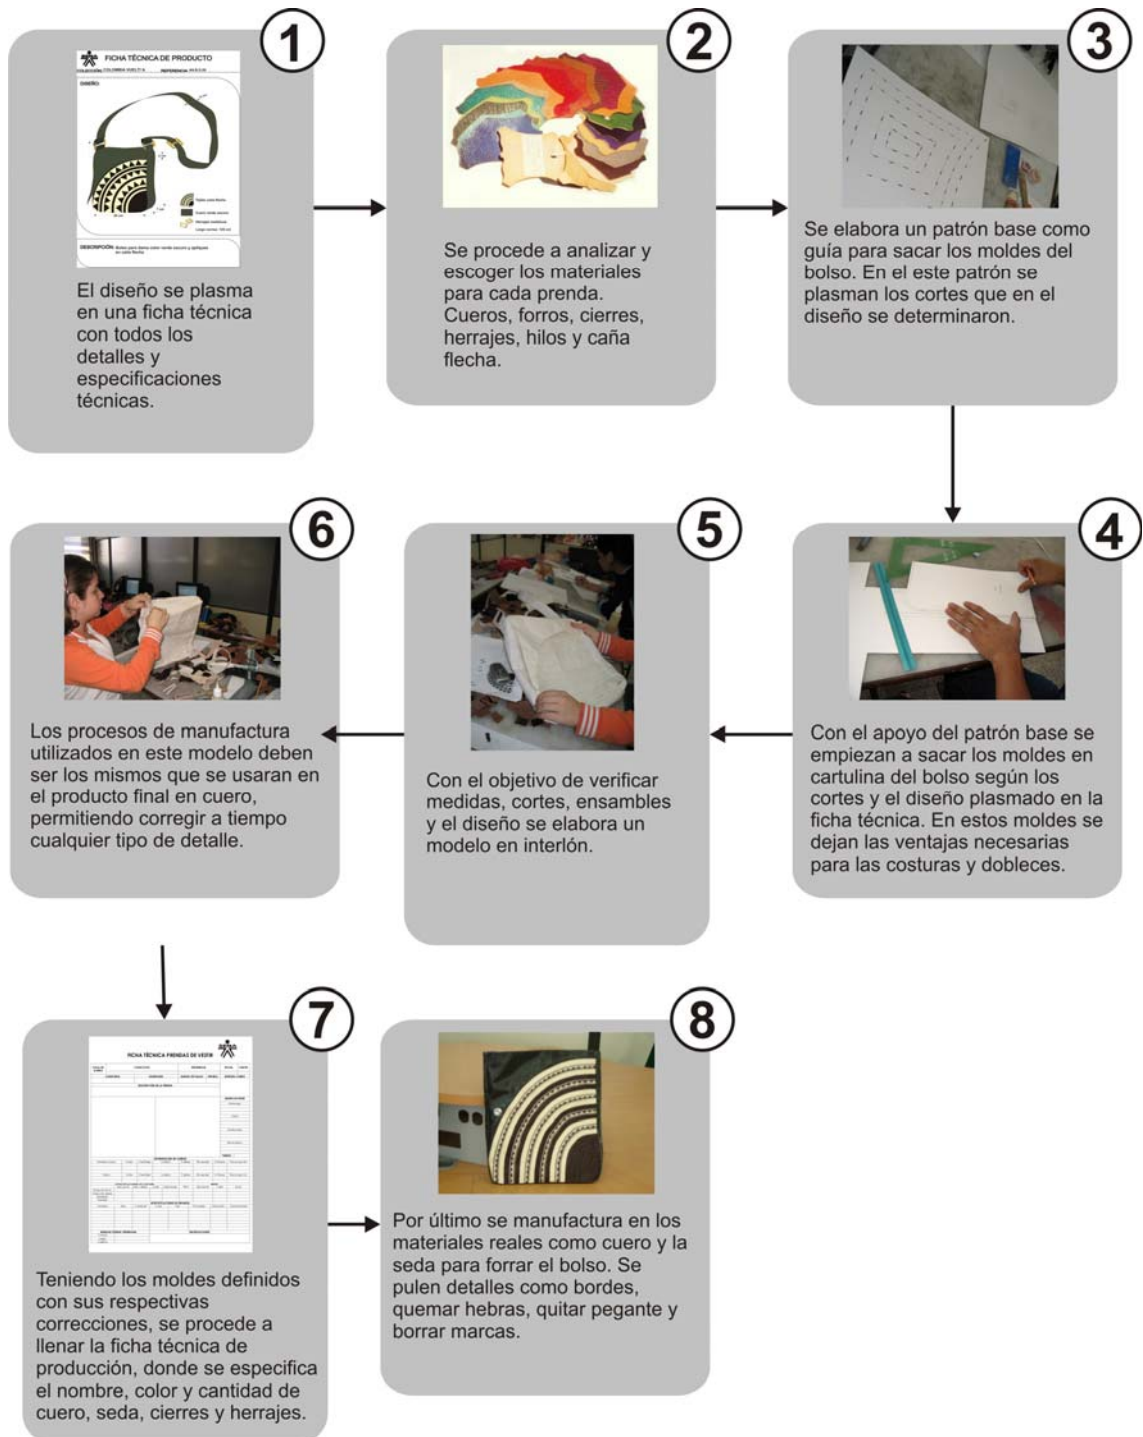 1
FICHA TÉCNICA DE PRODUCTO
COLOMBIA
REFERENCIA
DISEÑO
DESCRIPCIÓN
El diseño se plasma
en una ficha técnica
con todos los
detalles y
especificaciones
técnicas.
2
Se procede a analizar y
escoger los materiales
para cada prenda.
Cueros, forros, cierres,
herrajes, hilos y caña
flecha.
3
Se elabora un patrón base como
guía para sacar los moldes del
bolso. En el este patrón se
plasman los cortes que en el
diseño se determinaron.
4
Con el apoyo del patrón base se
empiezan a sacar los moldes en
cartulina del bolso según los
cortes y el diseño plasmado en la
ficha técnica. En estos moldes se
dejan las ventajas necesarias
para las costuras y dobleces.
5
Con el objetivo de verificar
medidas, cortes, ensambles
y el diseño se elabora un
modelo en interlón.
6
Los procesos de manufactura
utilizados en este modelo deben
ser los mismos que se usaran en
el producto final en cuero,
permitiendo corregir a tiempo
cualquier tipo de detalle.
7
FICHA TÉCNICA PRENDAS DE VESTIR
Teniendo los moldes definidos
con sus respectivas
correcciones, se procede a
llenar la ficha técnica de
producción, donde se especifica
el nombre, color y cantidad de
cuero, seda, cierres y herrajes.
8
Por último se manufactura en los
materiales reales como cuero y la
seda para forrar el bolso. Se
pulen detalles como bordes,
quemar hebras, quitar pegante y
borrar marcas.